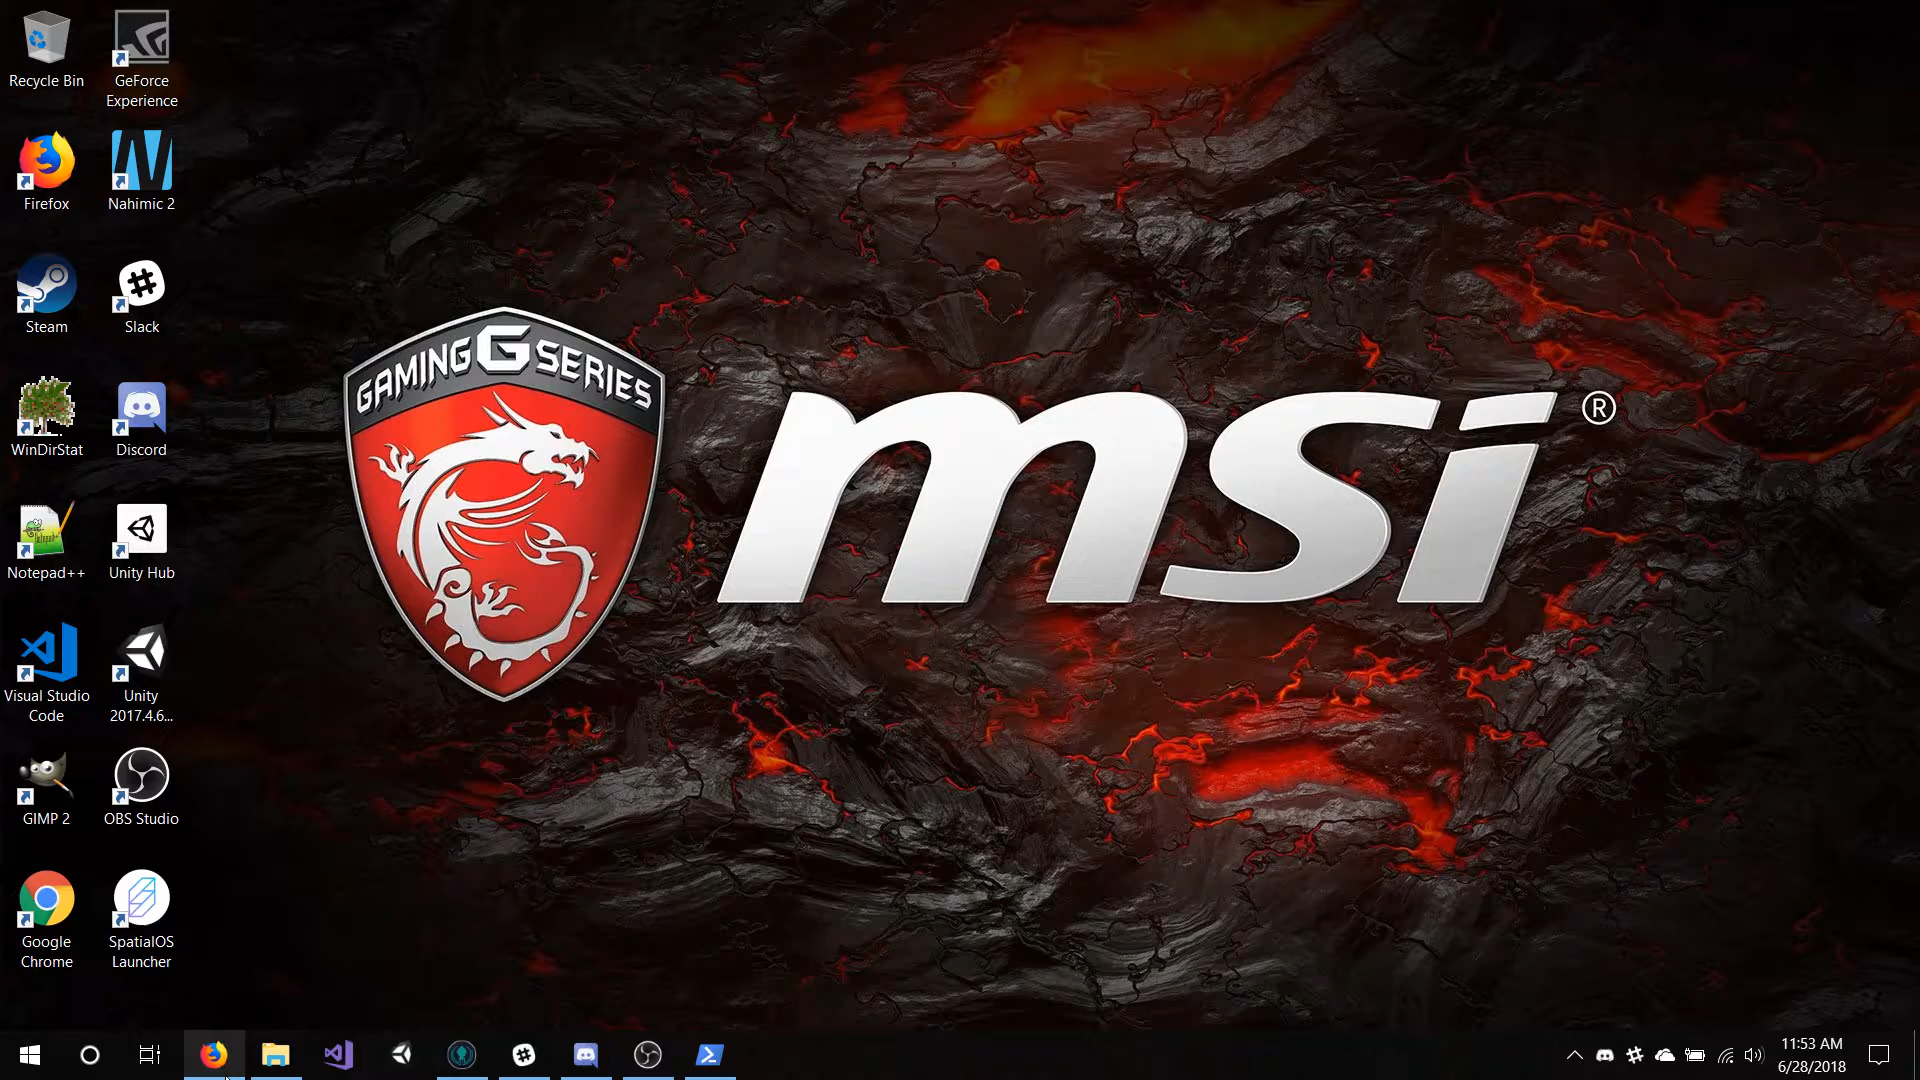 Recycle Bin
GeForce
Experience
Firefox
Nahimic 2
Steam
Slack
WinDirStat
Discord
Notepad++
Unity Hub
Visual Studio
Code
Unity
2017.4.6...
GIMP 2
OBS Studio
Google
Chrome
SpatialOS
Launcher
GAMING G SERIES
msi ®
11:53 AM
6/28/2018